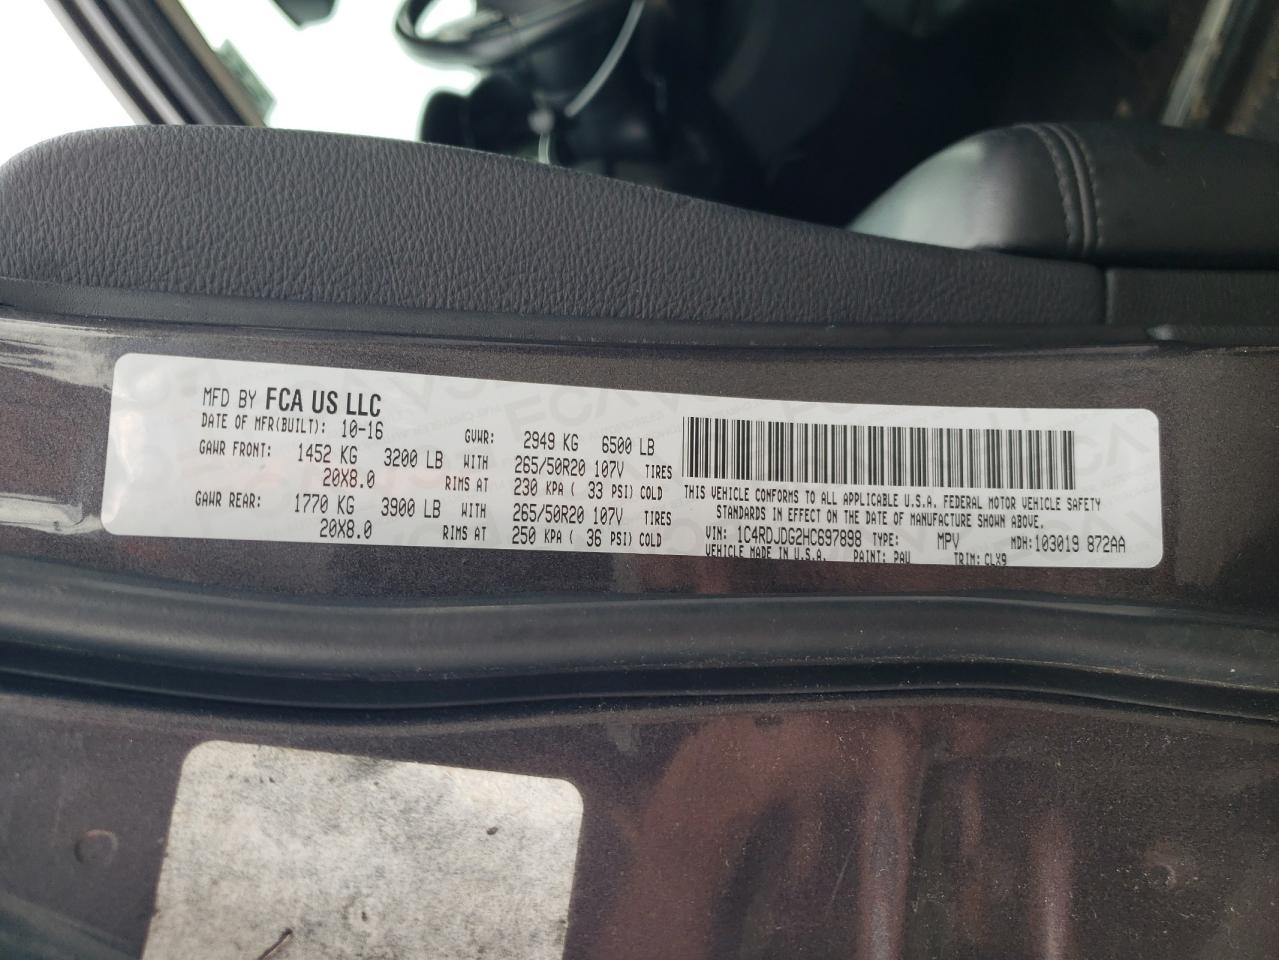 MFD BY FCA US LLC
DATE OF MFR(BUILT): 10-16 GVWR: 2949 KG 6500 LB
GAWR FRONT: 1452 KG 3200 LB WITH 265/50R20 107V TIRES
20X8.0 RIMS AT 230 KPA ( 33 PSI) COLD
GAWR REAR: 1770 KG 3900 LB WITH 265/50R20 107V TIRES
20X8.0 RIMS AT 250 KPA ( 36 PSI) COLD
THIS VEHICLE CONFORMS TO ALL APPLICABLE U.S.A. FEDERAL MOTOR VEHICLE SAFETY
STANDARDS IN EFFECT ON THE DATE OF MANUFACTURE SHOWN ABOVE.
VIN: 1C4RDJDG2HC697898 TYPE: MPV MDH: 103019 872AA
VEHICLE MADE IN U.S.A. PAINT: PAU TRIM: CLX9